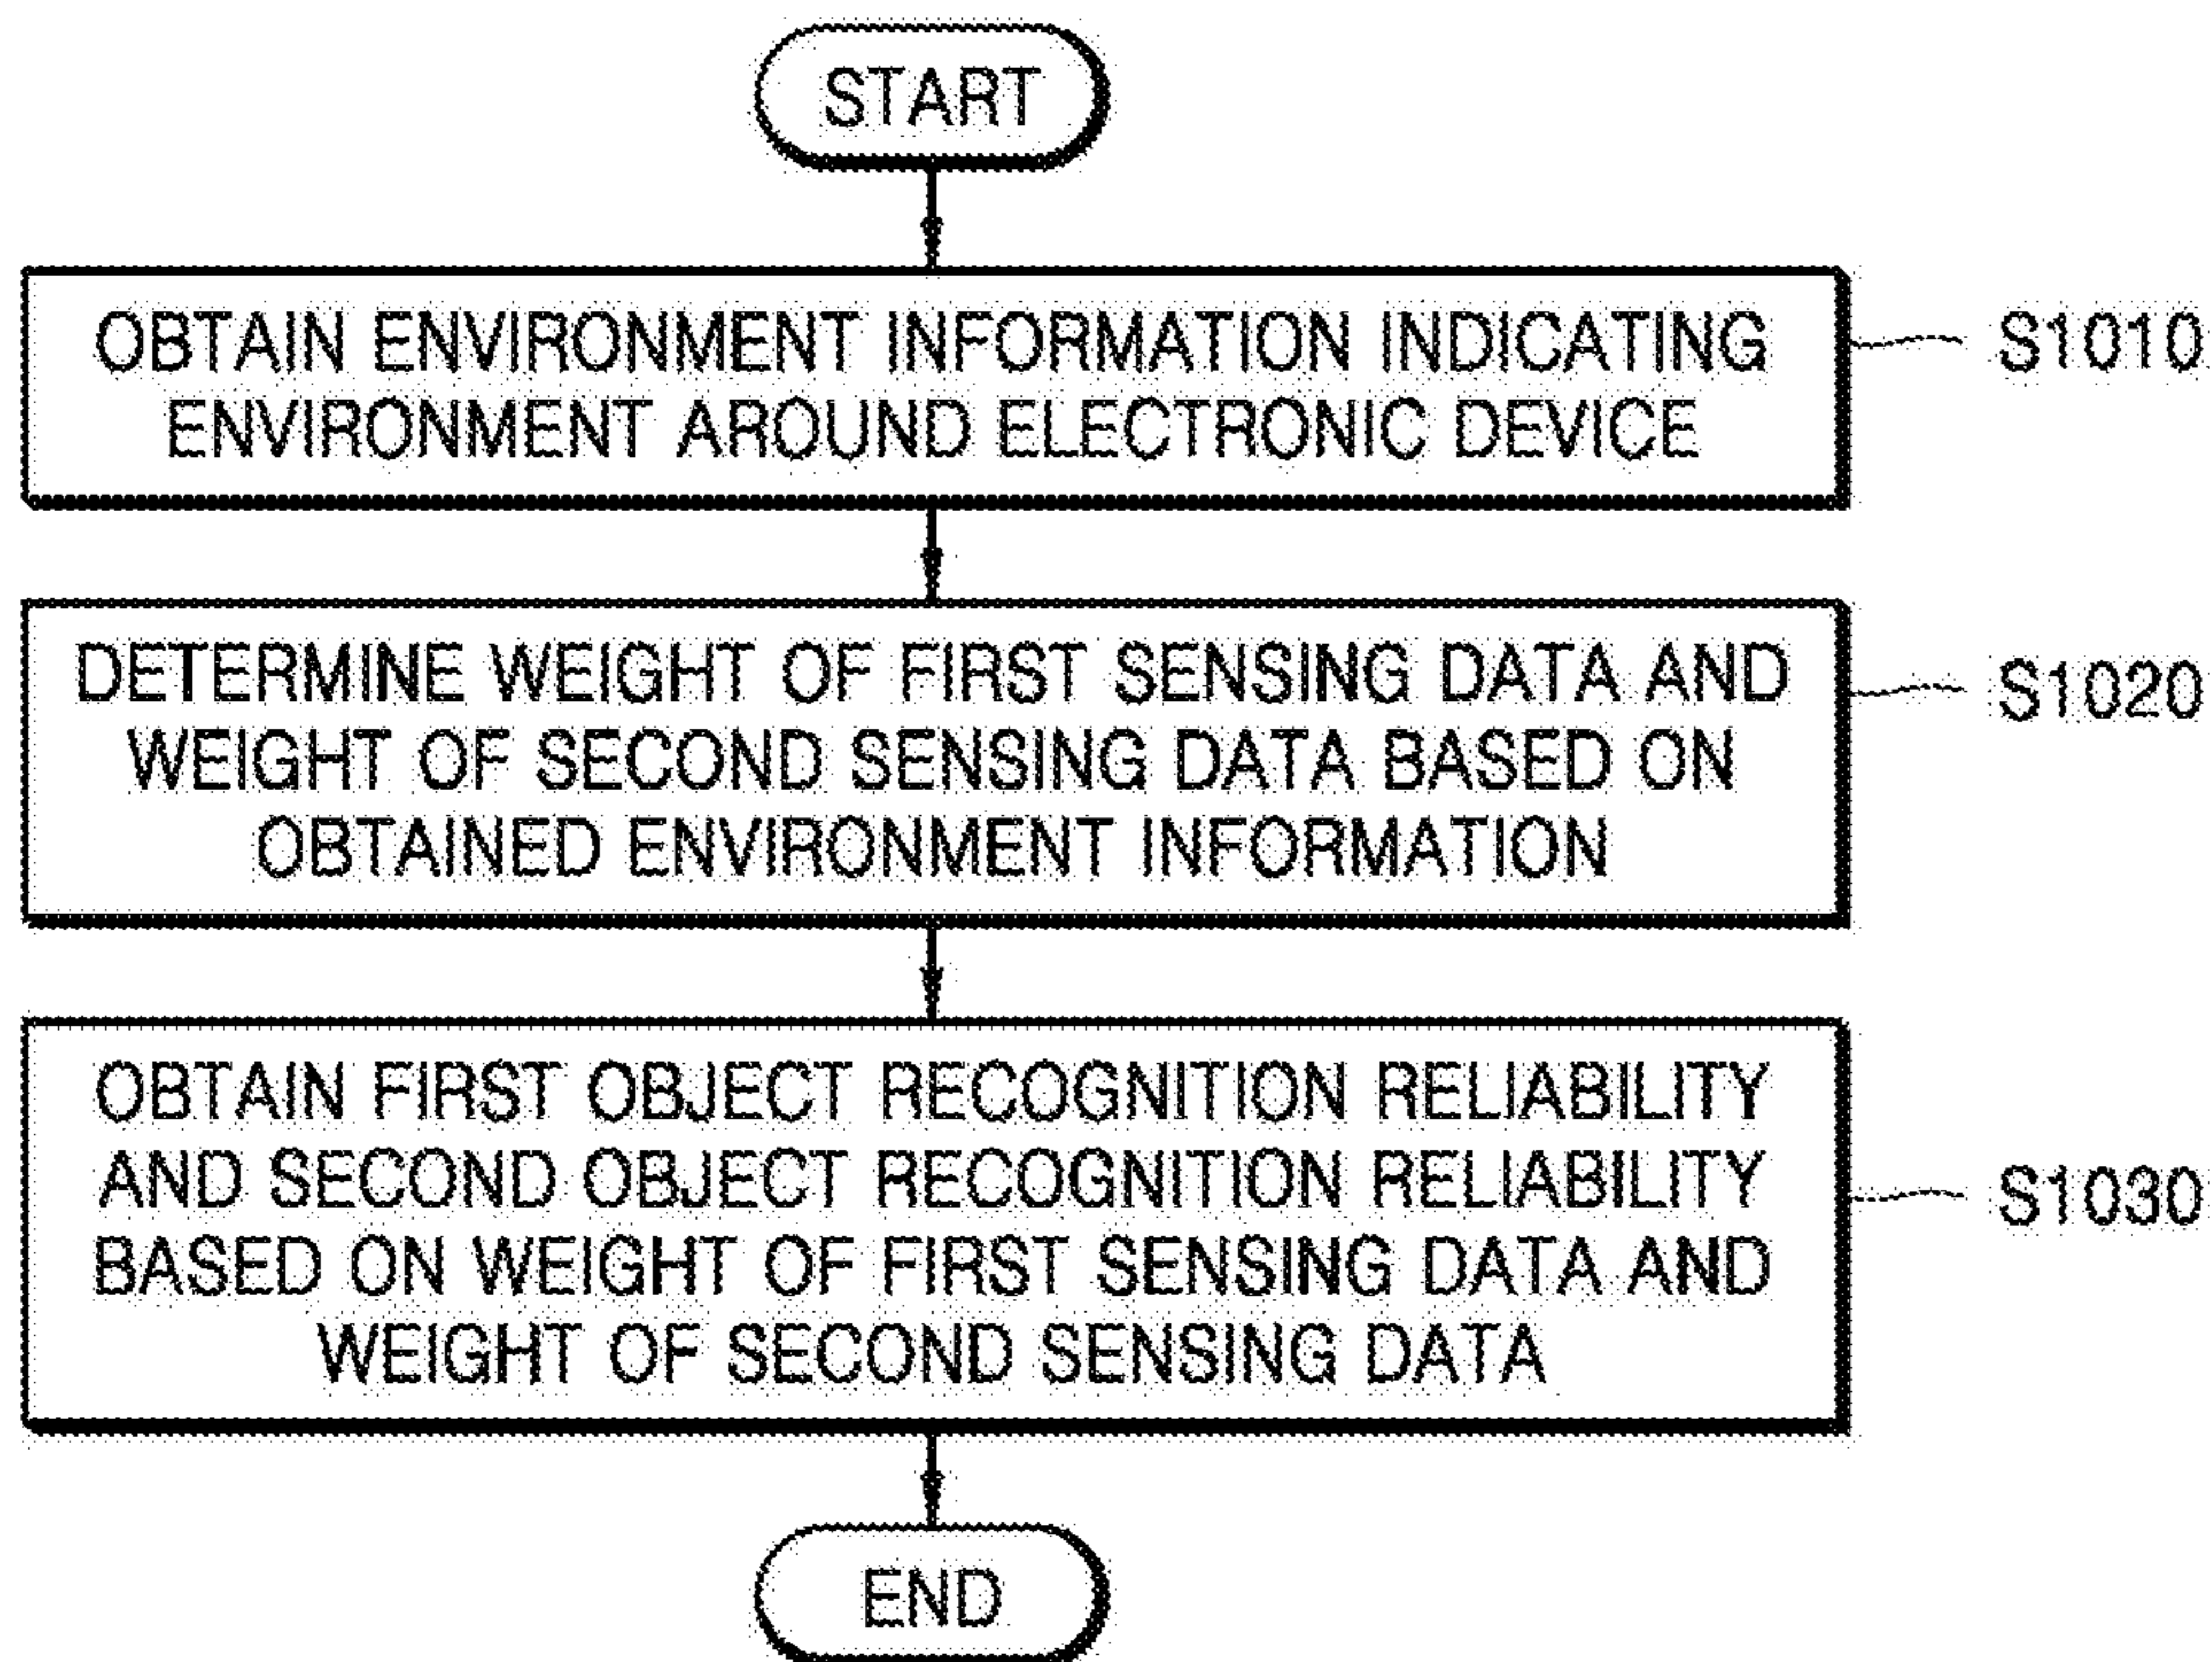 START
OBTAIN ENVIRONMENT INFORMATION INDICATING
ENVIRONMENT AROUND ELECTRONIC DEVICE
S1010
DETERMINE WEIGHT OF FIRST SENSING DATA AND
WEIGHT OF SECOND SENSING DATA BASED ON
OBTAINED ENVIRONMENT INFORMATION
S1020
OBTAIN FIRST OBJECT RECOGNITION RELIABILITY
AND SECOND OBJECT RECOGNITION RELIABILITY
BASED ON WEIGHT OF FIRST SENSING DATA AND
WEIGHT OF SECOND SENSING DATA
S1030
END